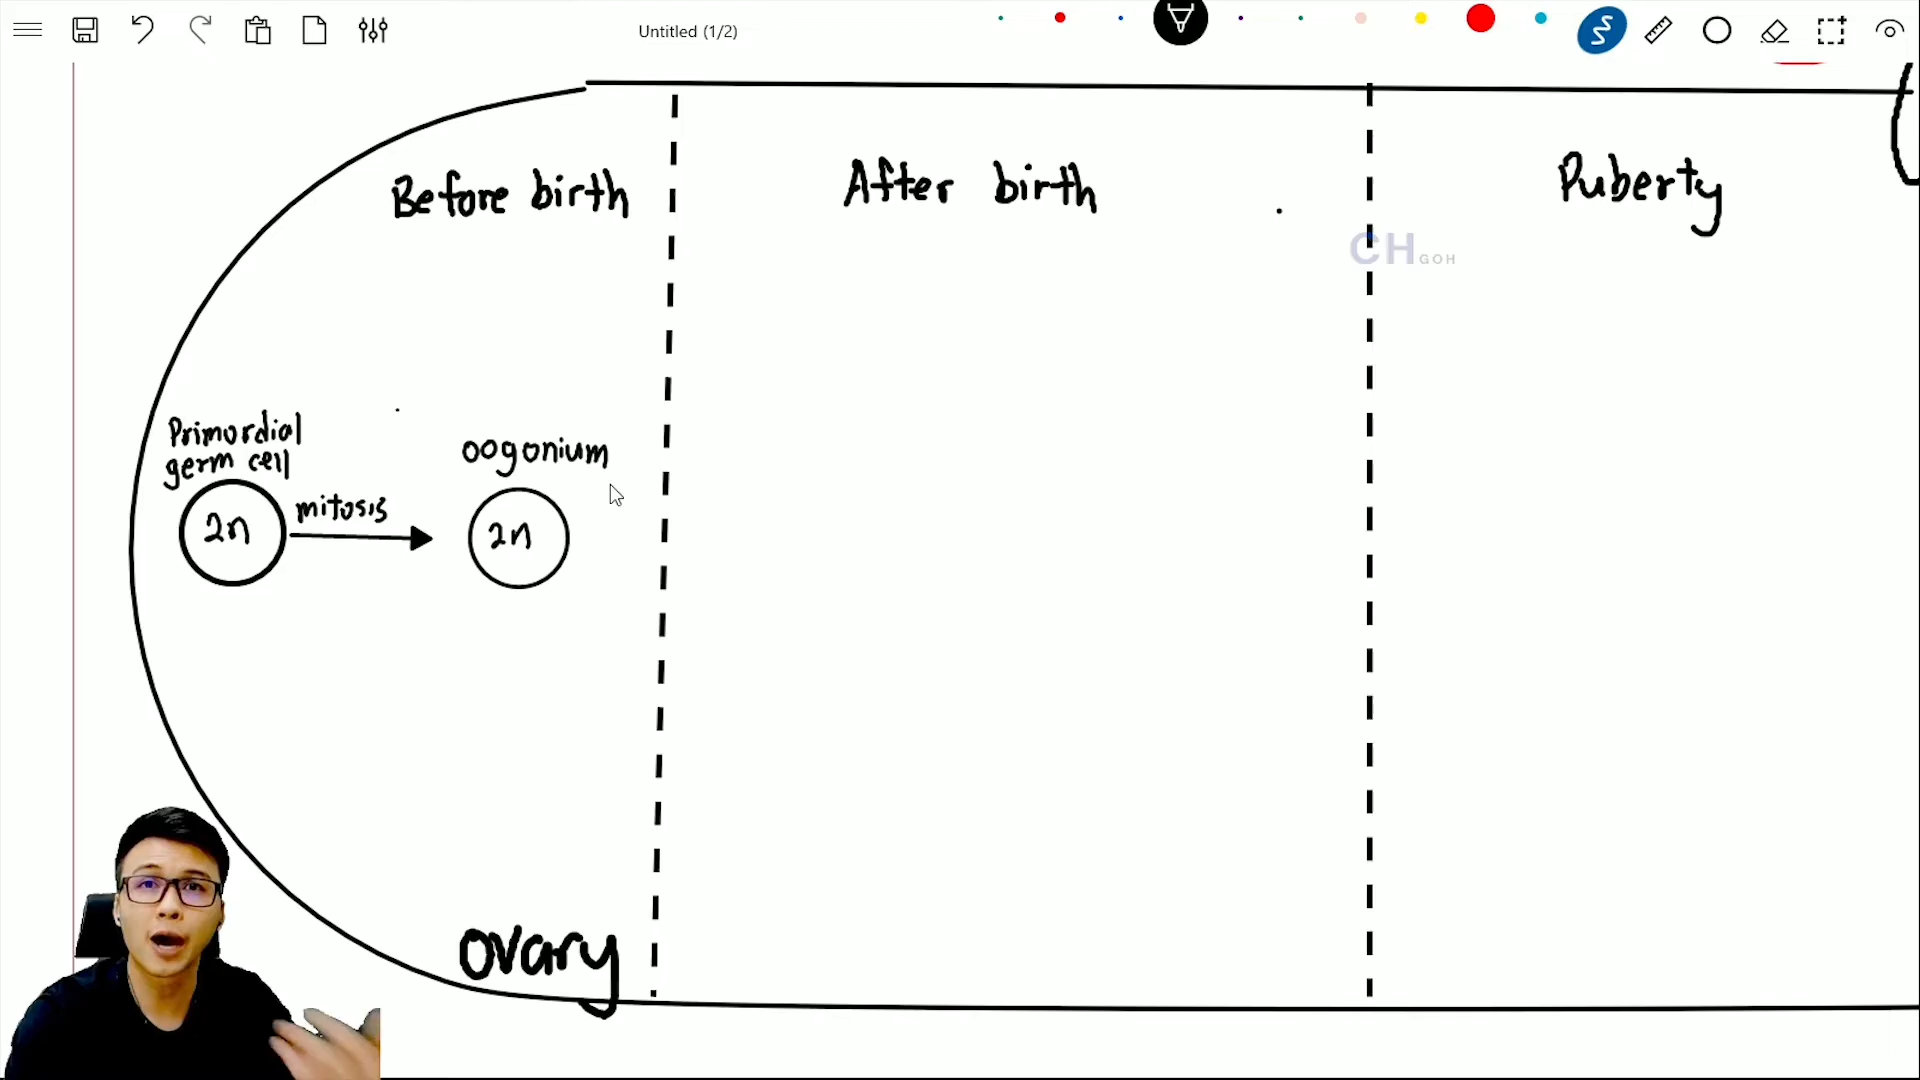 Untitled (1/2)
Before birth
After birth
Puberty
CH GOH
Primordial
germ cell
oogonium
mitosis
2n
2n
ovary